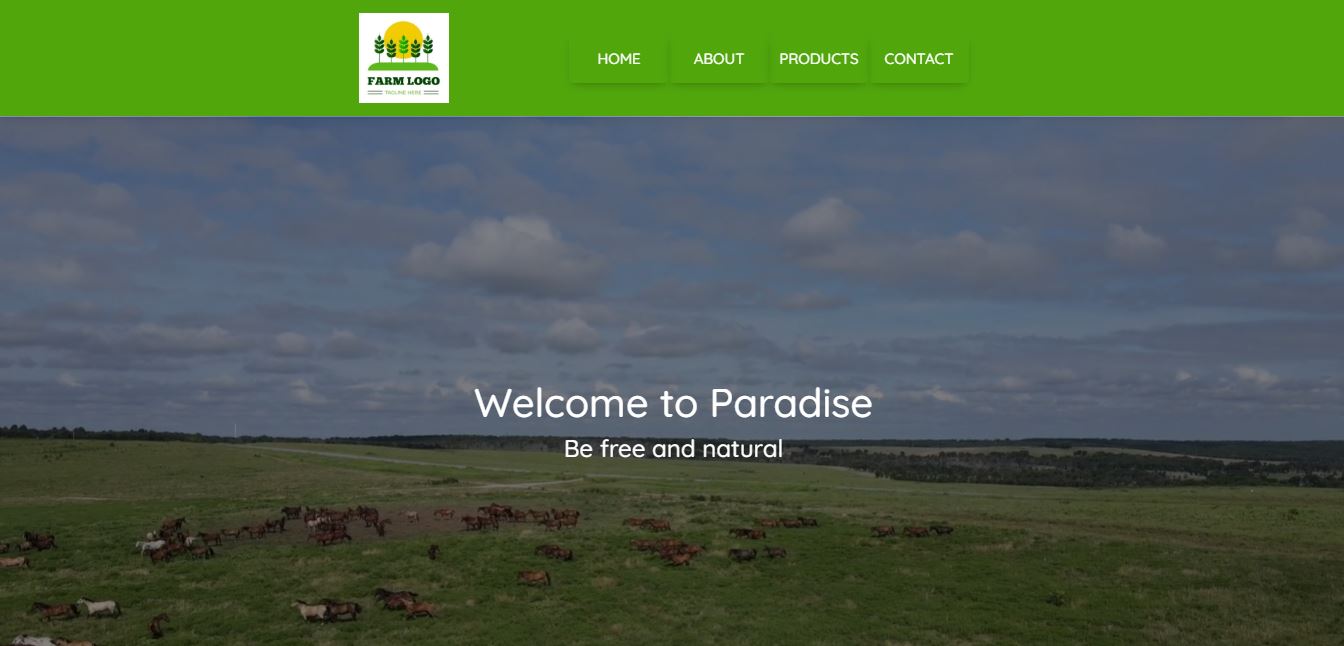 FARM LOGO
TAGLINE HERE
HOME
ABOUT
PRODUCTS
CONTACT
Welcome to Paradise
Be free and natural